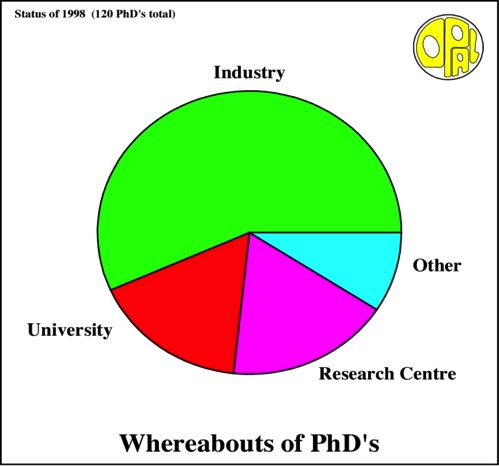 Status of 1998 (120 PhD's total)
OPAL
Industry
Other
University
Research Centre
Whereabouts of PhD's